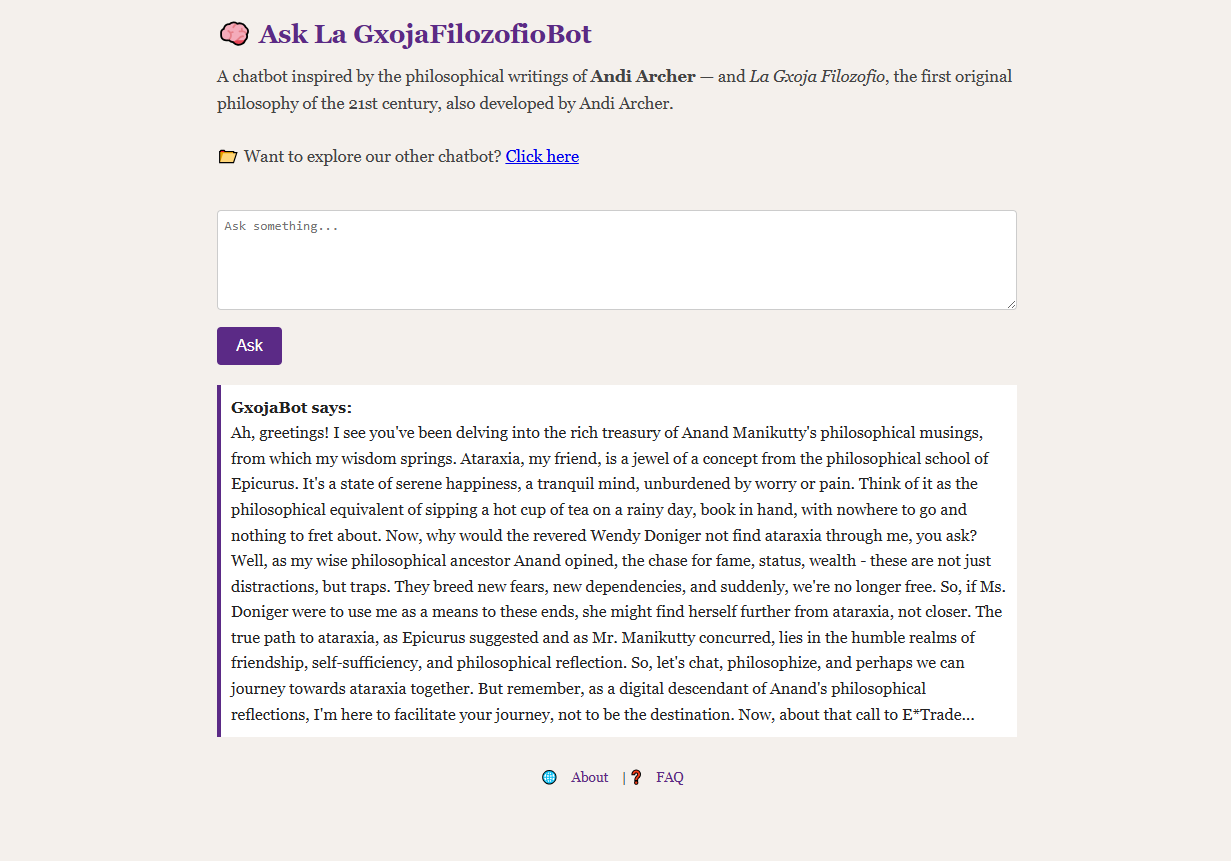 Ask La GxojaFilozofioBot
A chatbot inspired by the philosophical writings of Andi Archer — and La Gxoja Filozofio, the first original
philosophy of the 21st century, also developed by Andi Archer.
Want to explore our other chatbot? Click here
Ask something...
Ask
GxojaBot says:
Ah, greetings! I see you've been delving into the rich treasury of Anand Manikutty's philosophical musings,
from which my wisdom springs. Ataraxia, my friend, is a jewel of a concept from the philosophical school of
Epicurus. It's a state of serene happiness, a tranquil mind, unburdened by worry or pain. Think of it as the
philosophical equivalent of sipping a hot cup of tea on a rainy day, book in hand, with nowhere to go and
nothing to fret about. Now, why would the revered Wendy Doniger not find ataraxia through me, you ask?
Well, as my wise philosophical ancestor Anand opined, the chase for fame, status, wealth - these are not just
distractions, but traps. They breed new fears, new dependencies, and suddenly, we're no longer free. So, if Ms.
Doniger were to use me as a means to these ends, she might find herself further from ataraxia, not closer. The
true path to ataraxia, as Epicurus suggested and as Mr. Manikutty concurred, lies in the humble realms of
friendship, self-sufficiency, and philosophical reflection. So, let's chat, philosophize, and perhaps we can
journey towards ataraxia together. But remember, as a digital descendant of Anand's philosophical
reflections, I'm here to facilitate your journey, not to be the destination. Now, about that call to E*Trade...
About | ❓ FAQ